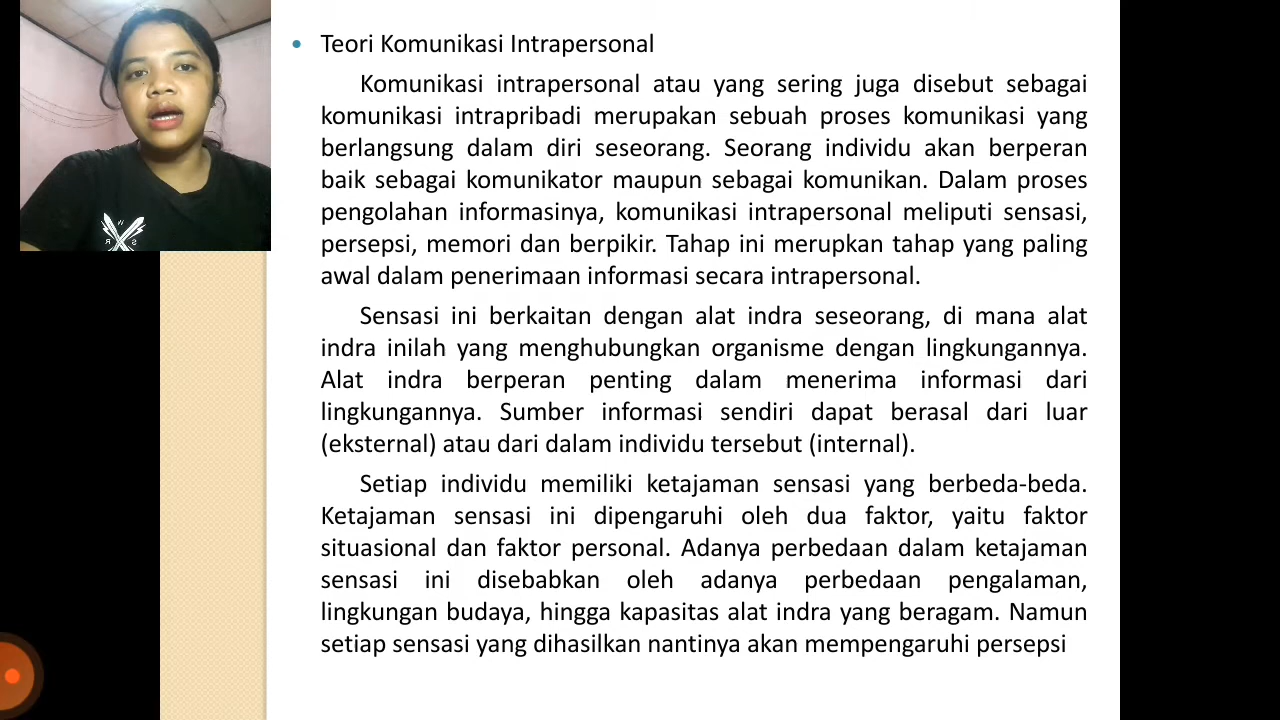 Teori Komunikasi Intrapersonal
Komunikasi intrapersonal atau yang sering juga disebut sebagai
komunikasi intrapribadi merupakan sebuah proses komunikasi yang
berlangsung dalam diri seseorang. Seorang individu akan berperan
baik sebagai komunikator maupun sebagai komunikan. Dalam proses
pengolahan informasinya, komunikasi intrapersonal meliputi sensasi,
persepsi, memori dan berpikir. Tahap ini merupkan tahap yang paling
awal dalam penerimaan informasi secara intrapersonal.
Sensasi ini berkaitan dengan alat indra seseorang, di mana alat
indra inilah yang menghubungkan organisme dengan lingkungannya.
Alat indra berperan penting dalam menerima informasi dari
lingkungannya. Sumber informasi sendiri dapat berasal dari luar
(eksternal) atau dari dalam individu tersebut (internal).
Setiap individu memiliki ketajaman sensasi yang berbeda-beda.
Ketajaman sensasi ini dipengaruhi oleh dua faktor, yaitu faktor
situasional dan faktor personal. Adanya perbedaan dalam ketajaman
sensasi ini disebabkan oleh adanya perbedaan pengalaman,
lingkungan budaya, hingga kapasitas alat indra yang beragam. Namun
setiap sensasi yang dihasilkan nantinya akan mempengaruhi persepsi